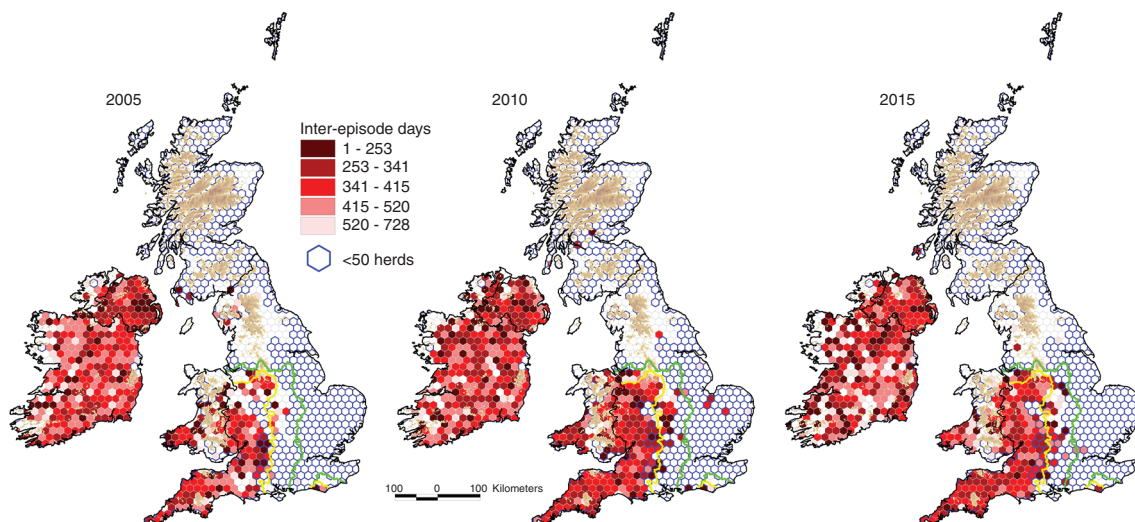 2005
2010
2015
Inter-episode days
1 - 253
253 - 341
341 - 415
415 - 520
520 - 728
<50 herds
100 0 100 Kilometers